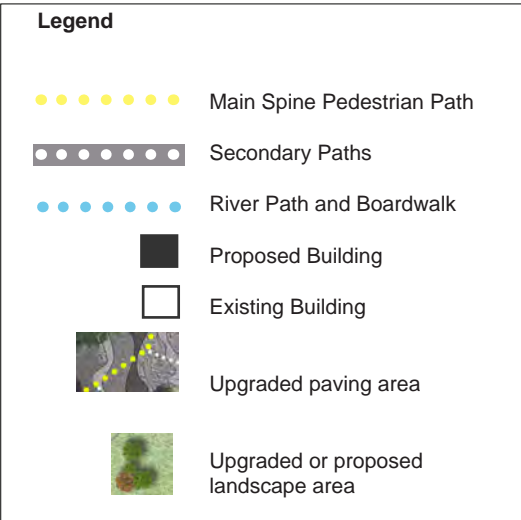 Legend
Main Spine Pedestrian Path
Secondary Paths
River Path and Boardwalk
Proposed Building
Existing Building
Upgraded paving area
Upgraded or proposed
landscape area